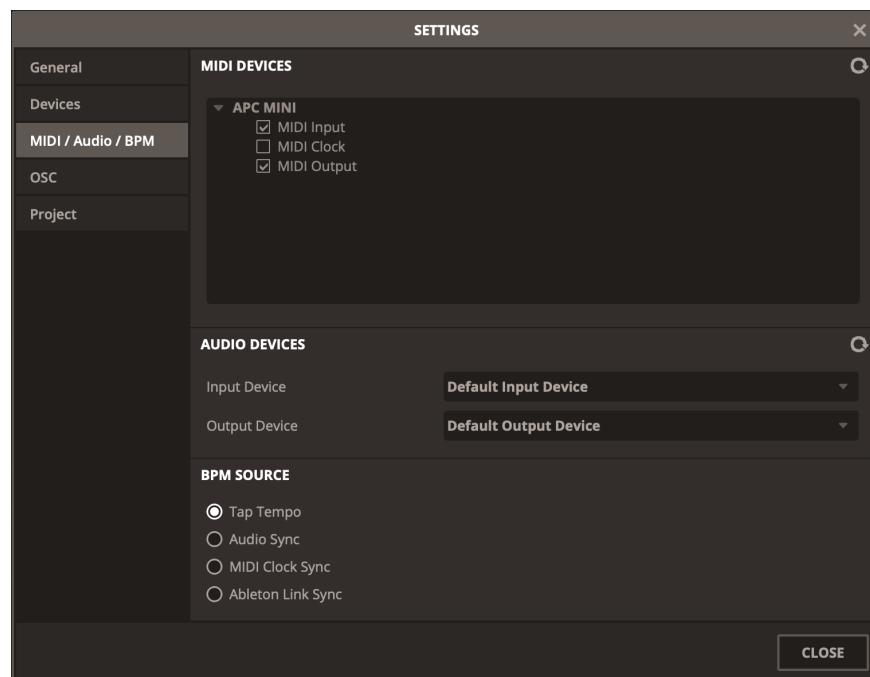 SETTINGS
General
Devices
MIDI / Audio / BPM
OSC
Project
MIDI DEVICES
APC MINI
MIDI Input
MIDI Clock
MIDI Output
AUDIO DEVICES
Input Device Default Input Device
Output Device Default Output Device
BPM SOURCE
Tap Tempo
Audio Sync
MIDI Clock Sync
Ableton Link Sync
CLOSE